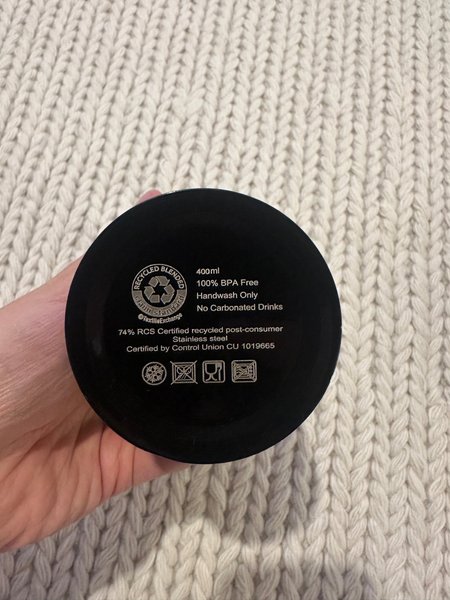 RECYCLED BLENDED
@TextileExchange
400ml
100% BPA Free
Handwash Only
No Carbonated Drinks
74% RCS Certified recycled post-consumer
Stainless steel
Certified by Control Union CU 1019665